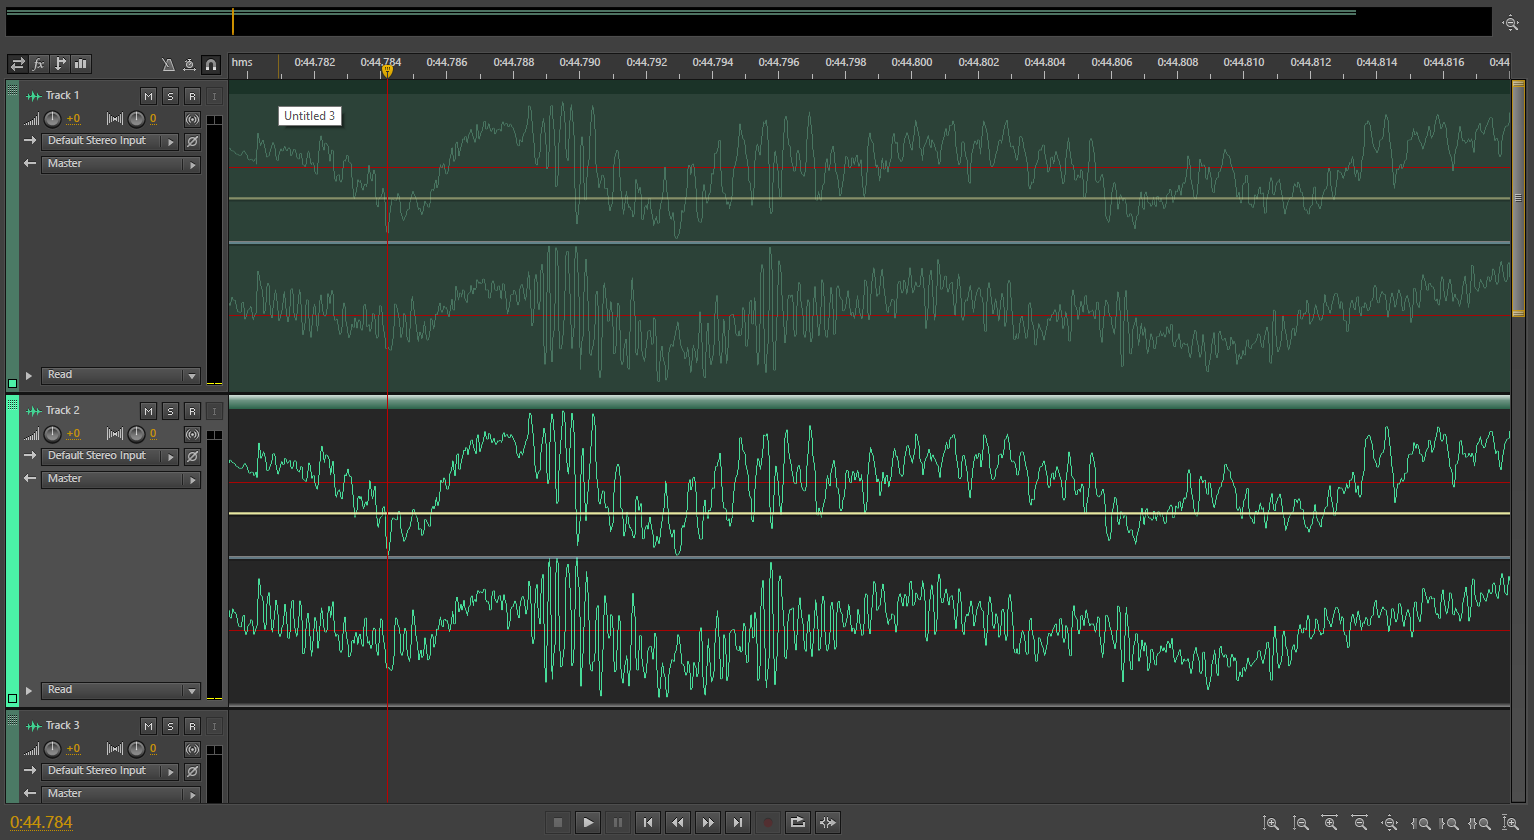 hms 0:44.782 0:44.784 0:44.786 0:44.788 0:44.790 0:44.792 0:44.794 0:44.796 0:44.798 0:44.800 0:44.802 0:44.804 0:44.806 0:44.808 0:44.810 0:44.812 0:44.814 0:44.816 0:44
fx
Track 1 M S R I
Untitled 3
+0 0
Default Stereo Input
Master
Read
Track 2 M S R I
+0 0
Default Stereo Input
Master
Read
Track 3 M S R I
+0 0
Default Stereo Input
Master
0:44.784